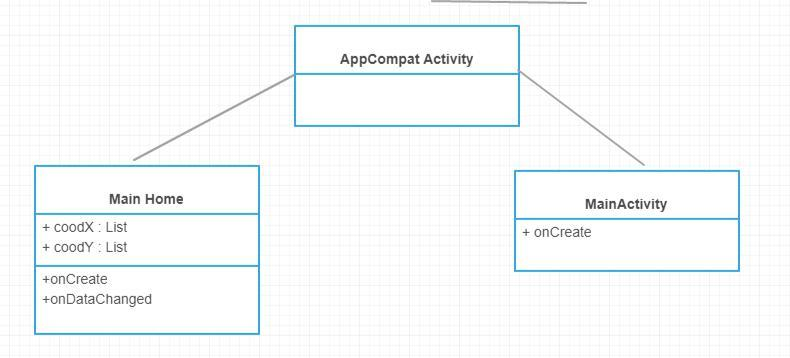 AppCompat Activity
Main Home
+ coodX : List
+ coodY : List
+onCreate
+onDataChanged
MainActivity
+ onCreate